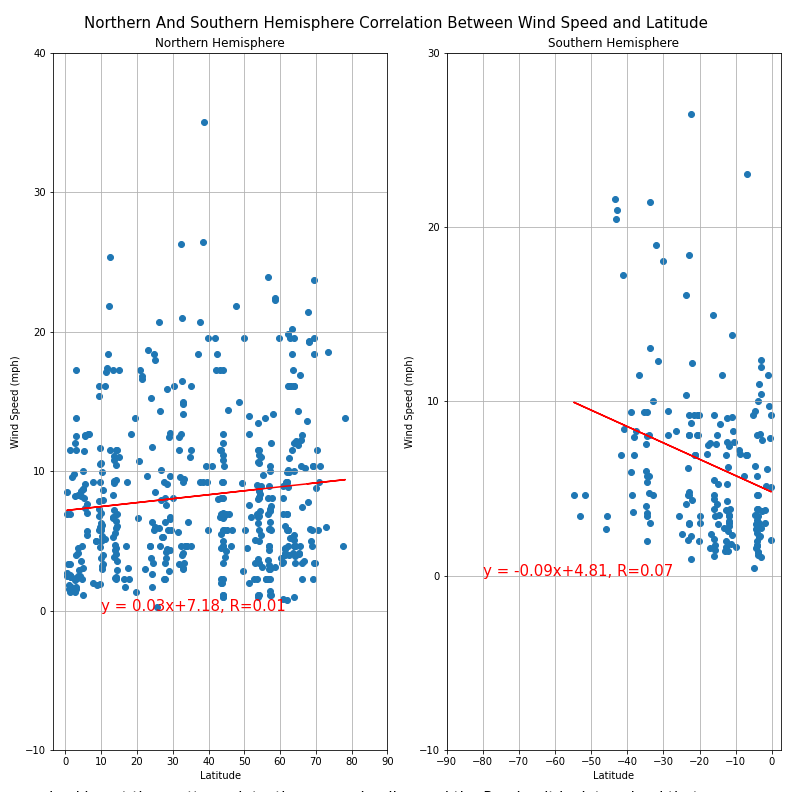 Northern And Southern Hemisphere Correlation Between Wind Speed and Latitude
Northern Hemisphere
40
30
20
10
0
−10
Wind Speed (mph)
y = 0.03x+7.18, R=0.01
0 10 20 30 40 50 60 70 80 90
Latitude
Southern Hemisphere
30
20
10
0
−10
Wind Speed (mph)
y = -0.09x+4.81, R=0.07
−90 −80 −70 −60 −50 −40 −30 −20 −10 0
Latitude